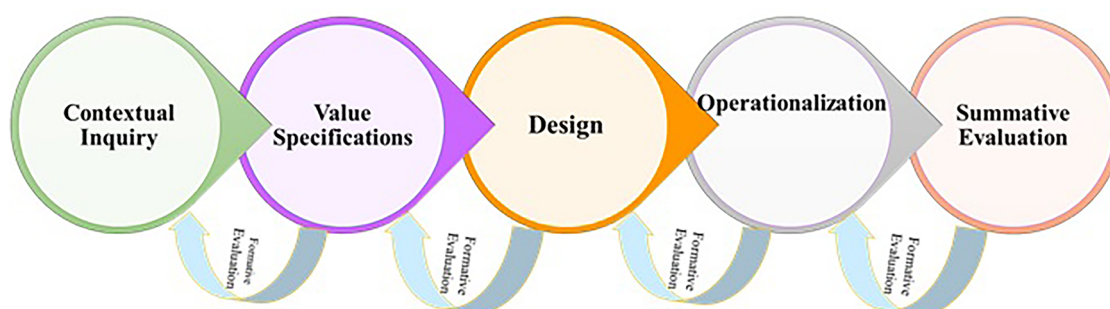 Contextual
Inquiry
Value
Specifications
Design
Operationalization
Summative
Evaluation
Formative
Evaluation
Formative
Evaluation
Formative
Evaluation
Formative
Evaluation